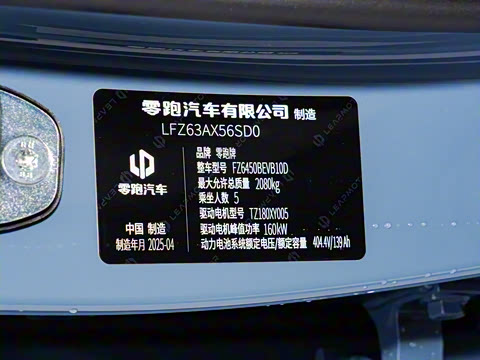 零跑汽车有限公司 制造
LFZ63AX56SD0
品牌 零跑牌
整车型号 FZ6450BEVB10D
最大允许总质量 2080kg
乘坐人数 5
驱动电机型号 TZ180XY005
驱动电机峰值功率 160kW
动力电池系统额定电压/额定容量 404.4V/139Ah
零跑汽车
中国 制造
制造年月 2025-04
LEAPMOTOR